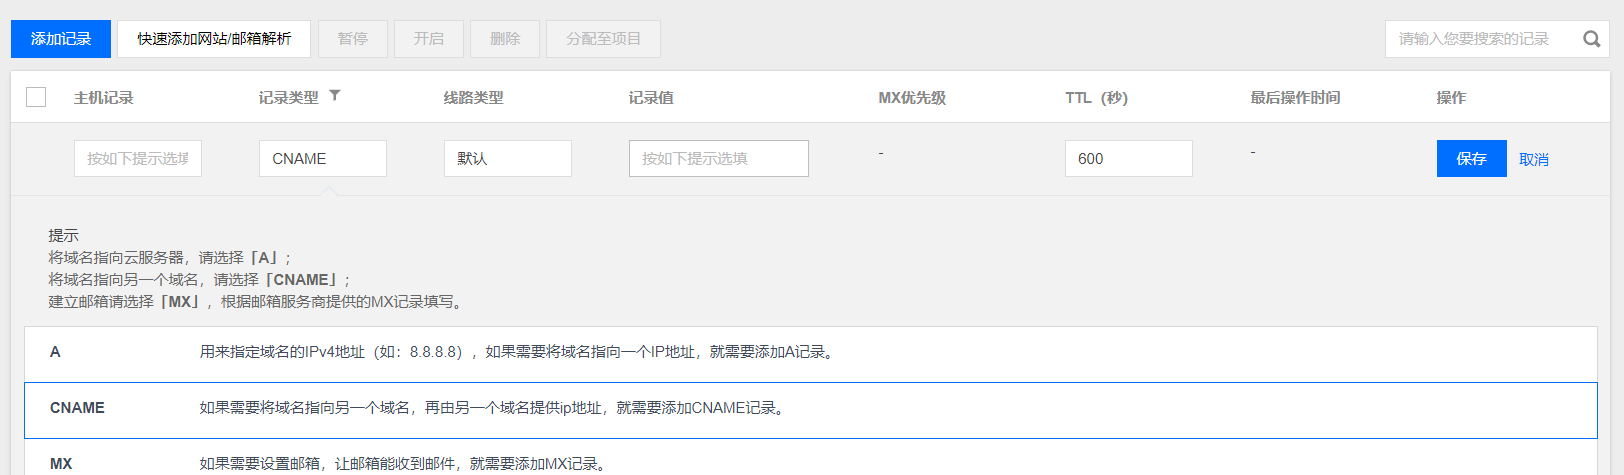 添加记录 快速添加网站/邮箱解析 暂停 开启 删除 分配至项目 请输入您要搜索的记录
主机记录 记录类型 线路类型 记录值 MX优先级 TTL（秒） 最后操作时间 操作
按如下提示选填 CNAME 默认 按如下提示选填 - 600 - 保存 取消
提示
将域名指向云服务器，请选择「A」；
将域名指向另一个域名，请选择「CNAME」；
建立邮箱请选择「MX」，根据邮箱服务商提供的MX记录填写。
A 用来指定域名的IPv4地址（如：8.8.8.8），如果需要将域名指向一个IP地址，就需要添加A记录。
CNAME 如果需要将域名指向另一个域名，再由另一个域名提供ip地址，就需要添加CNAME记录。
MX 如果需要设置邮箱，让邮箱能收到邮件，就需要添加MX记录。